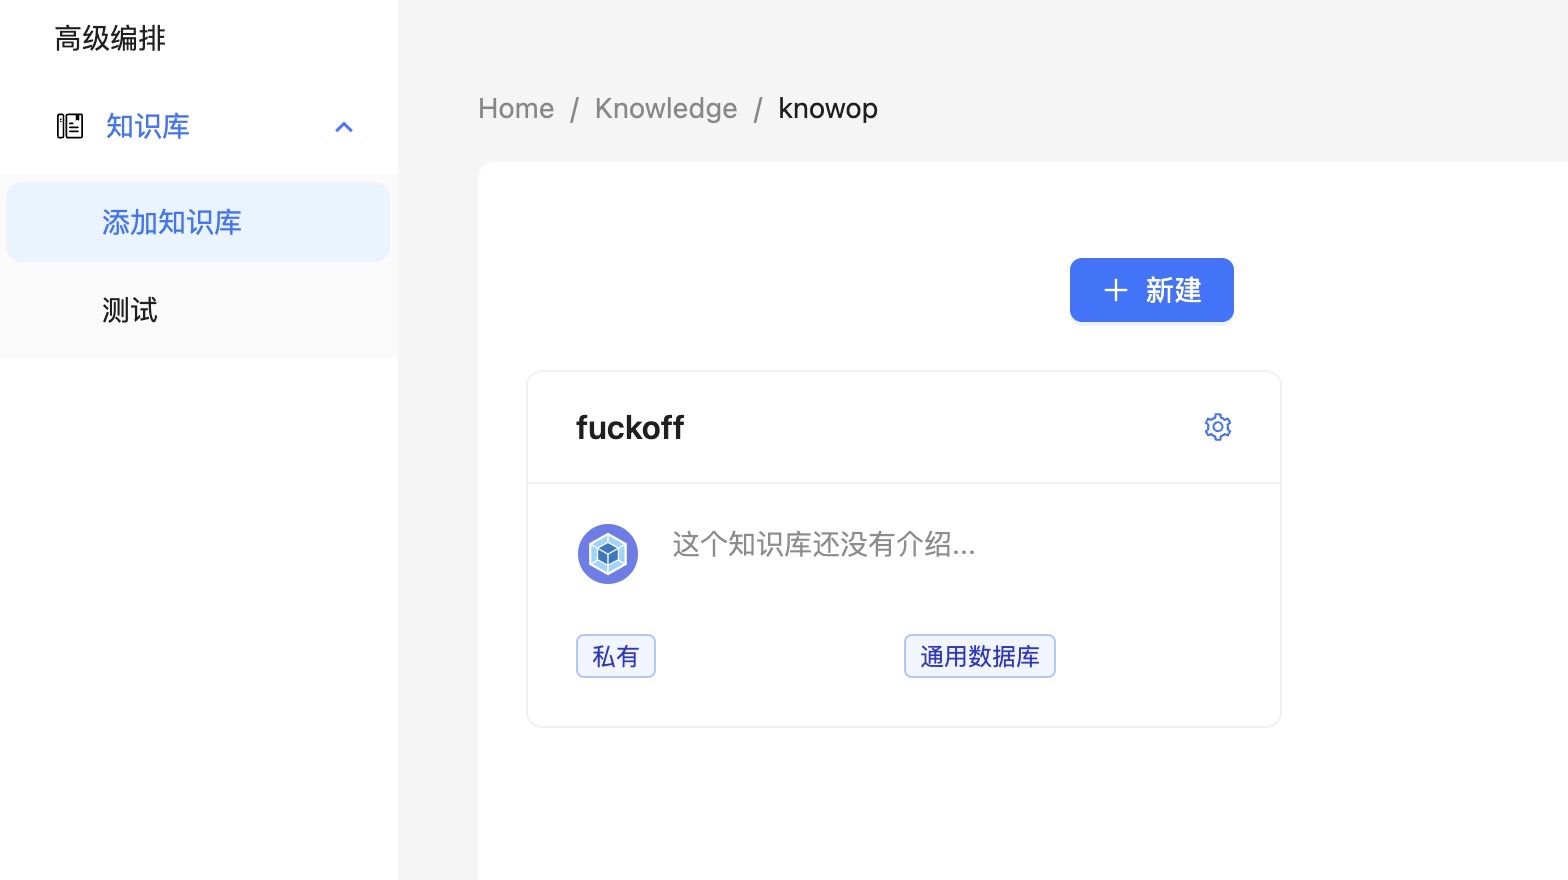 高级编排
知识库
添加知识库
测试
Home / Knowledge / knowop
新建
fuckoff
这个知识库还没有介绍...
私有
通用数据库